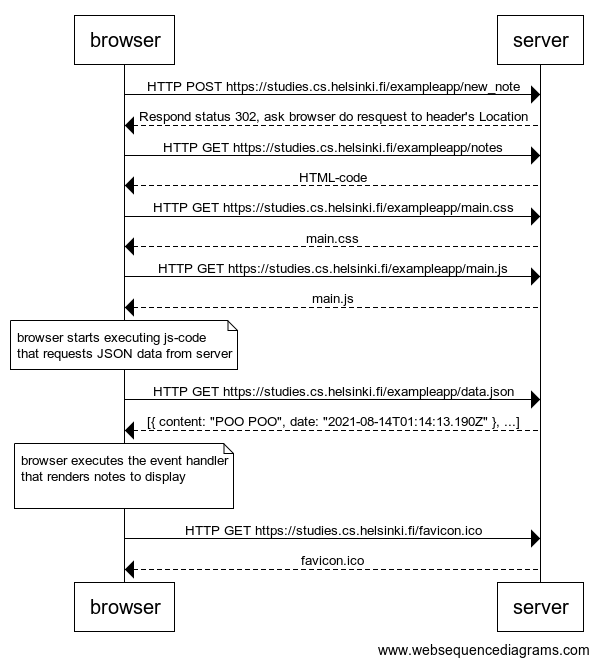 browser
server
HTTP POST https://studies.cs.helsinki.fi/exampleapp/new_note
Respond status 302, ask browser do resquest to header's Location
HTTP GET https://studies.cs.helsinki.fi/exampleapp/notes
HTML-code
HTTP GET https://studies.cs.helsinki.fi/exampleapp/main.css
main.css
HTTP GET https://studies.cs.helsinki.fi/exampleapp/main.js
main.js
browser starts executing js-code
that requests JSON data from server
HTTP GET https://studies.cs.helsinki.fi/exampleapp/data.json
[{ content: "POO POO", date: "2021-08-14T01:14:13.190Z" }, ...]
browser executes the event handler
that renders notes to display
HTTP GET https://studies.cs.helsinki.fi/favicon.ico
favicon.ico
browser
server
www.websequencediagrams.com